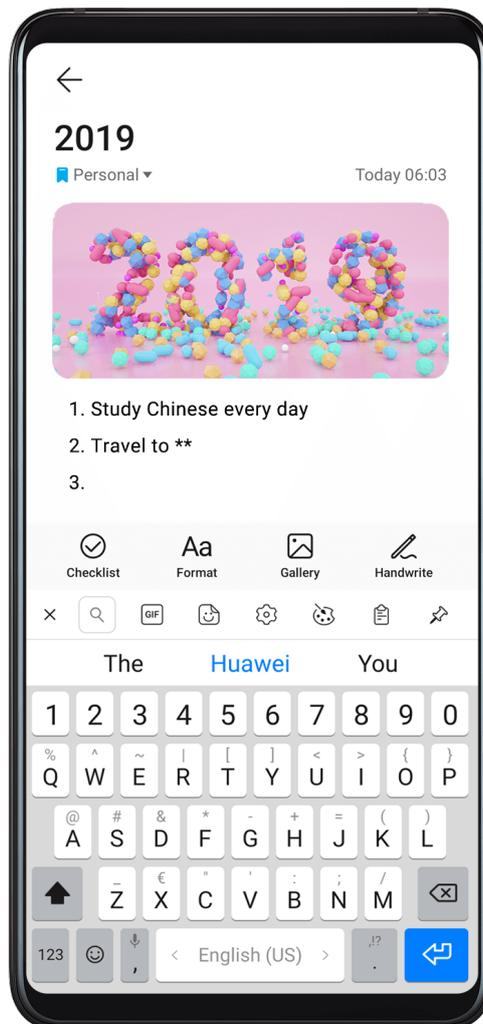 2019
Personal
Today 06:03
2019
1. Study Chinese every day
2. Travel to **
3.
Checklist
Aa
Format
Gallery
Handwrite
GIF
The Huawei You
1 2 3 4 5 6 7 8 9 0
% ^ ~ | [ ] < > { }
Q W E R T Y U I O P
@ # & * - + = ( )
A S D F G H J K L
_ € " ' : ; /
Z X C V B N M
123 , < English (US) > ,!? .